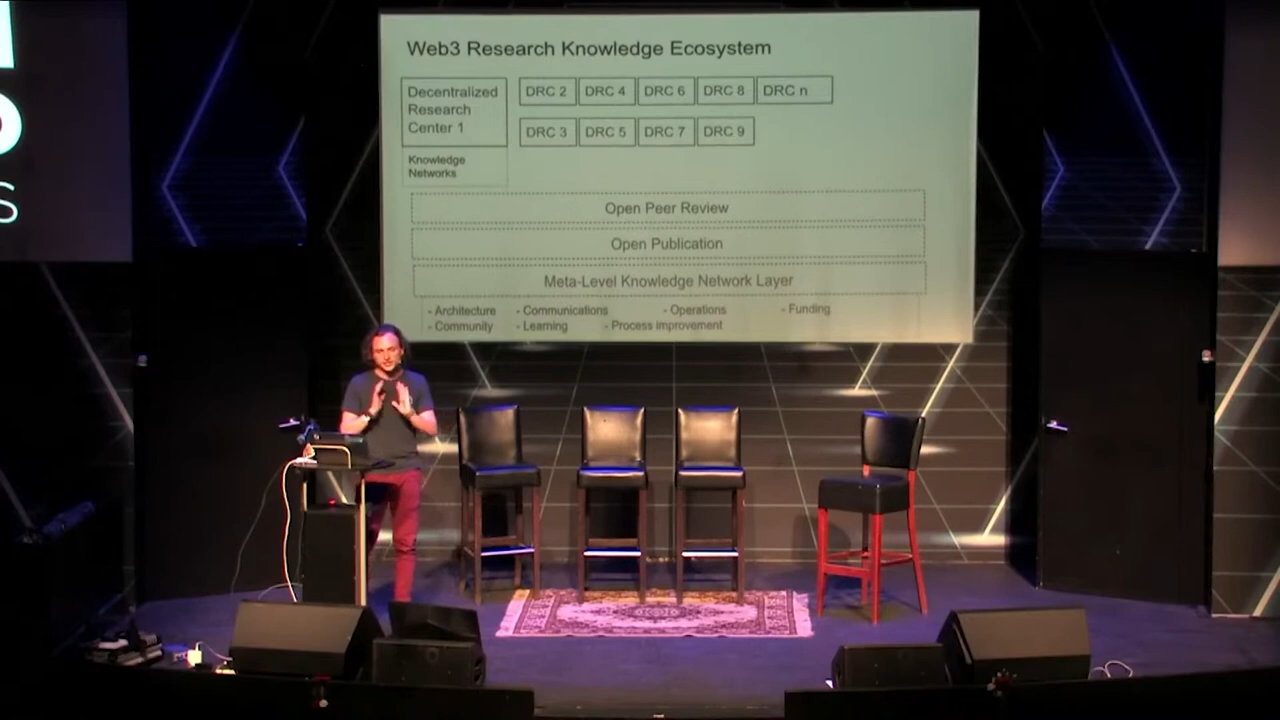 Web3 Research Knowledge Ecosystem
Decentralized
Research
Center 1
DRC 2 DRC 4 DRC 6 DRC 8 DRC n
DRC 3 DRC 5 DRC 7 DRC 9
Knowledge
Networks
Open Peer Review
Open Publication
Meta-Level Knowledge Network Layer
- Architecture - Communications - Operations - Funding
- Community - Learning - Process improvement